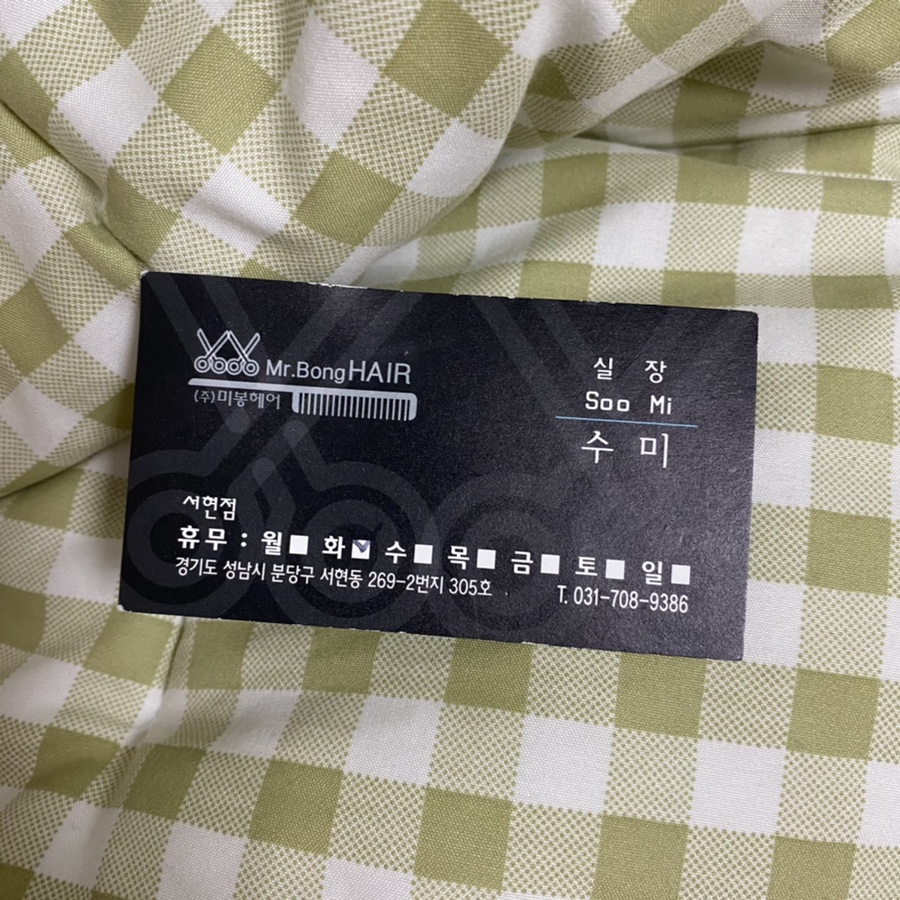 Mr.Bong HAIR
(주)미봉헤어
실 장
Soo Mi
수 미
서현점
휴무 : 월 화 수 목 금 토 일
경기도 성남시 분당구 서현동 269-2번지 305호
T. 031-708-9386